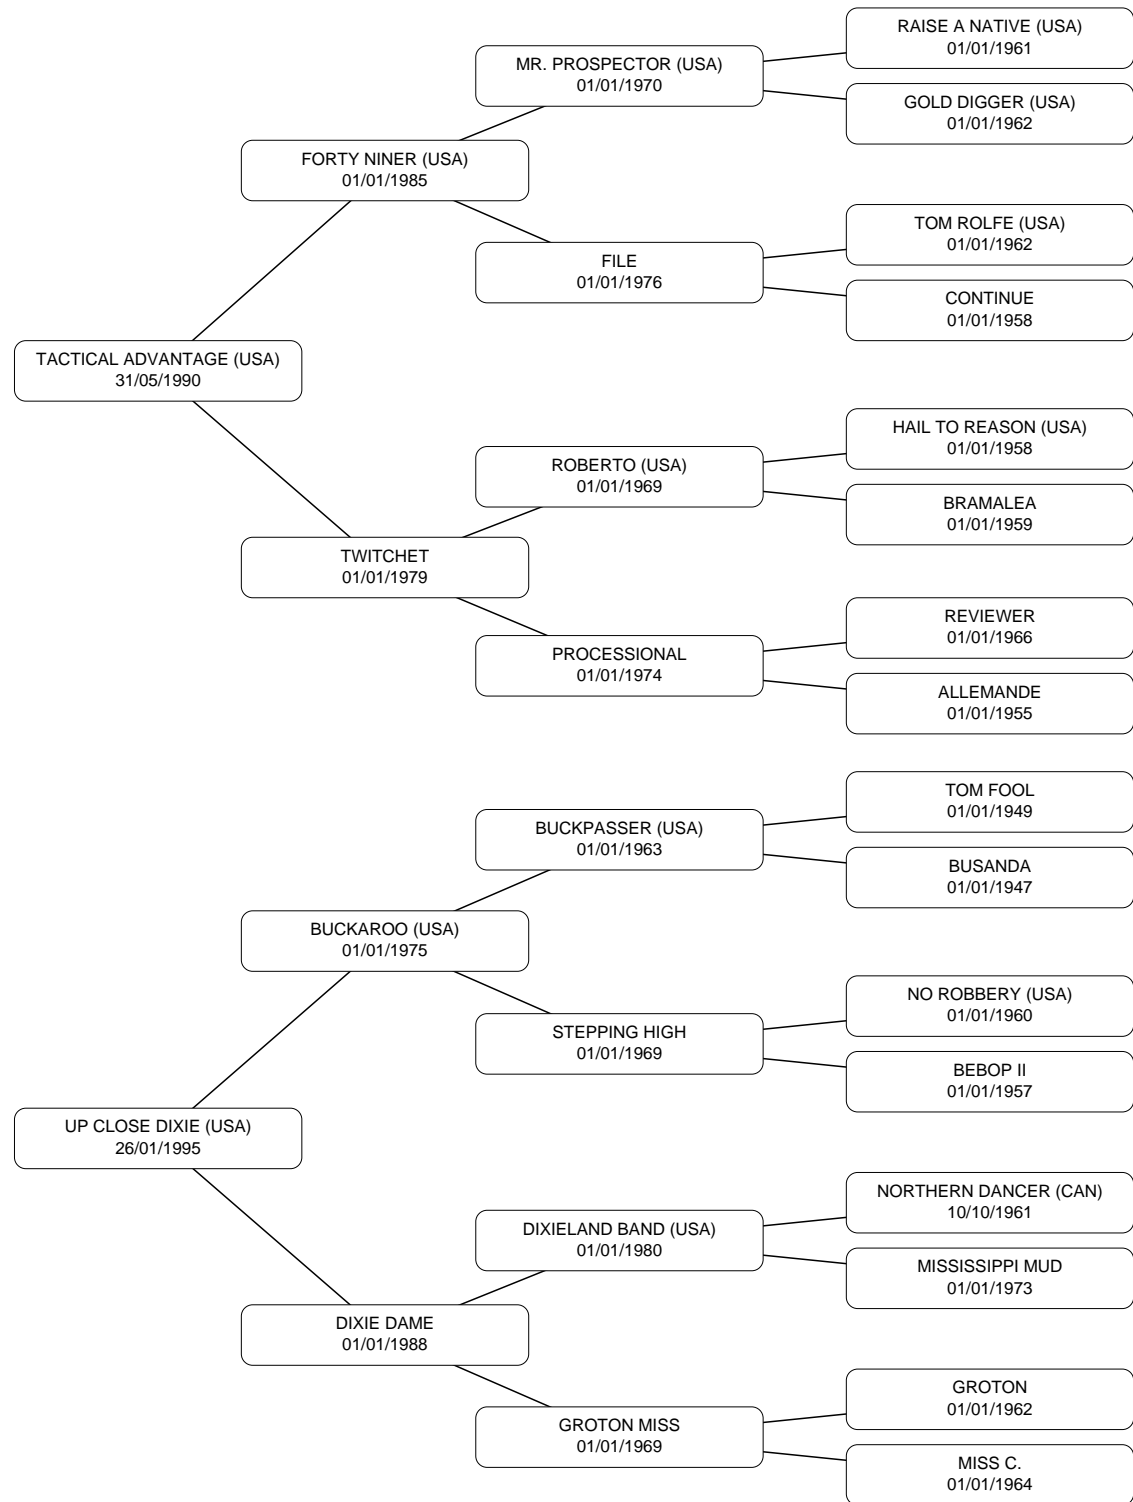 RAISE A NATIVE (USA)
01/01/1961
MR. PROSPECTOR (USA)
01/01/1970
GOLD DIGGER (USA)
01/01/1962
FORTY NINER (USA)
01/01/1985
TOM ROLFE (USA)
01/01/1962
FILE
01/01/1976
CONTINUE
01/01/1958
TACTICAL ADVANTAGE (USA)
31/05/1990
HAIL TO REASON (USA)
01/01/1958
ROBERTO (USA)
01/01/1969
BRAMALEA
01/01/1959
TWITCHET
01/01/1979
REVIEWER
01/01/1966
PROCESSIONAL
01/01/1974
ALLEMANDE
01/01/1955
TOM FOOL
01/01/1949
BUCKPASSER (USA)
01/01/1963
BUSANDA
01/01/1947
BUCKAROO (USA)
01/01/1975
NO ROBBERY (USA)
01/01/1960
STEPPING HIGH
01/01/1969
BEBOP II
01/01/1957
UP CLOSE DIXIE (USA)
26/01/1995
NORTHERN DANCER (CAN)
10/10/1961
DIXIELAND BAND (USA)
01/01/1980
MISSISSIPPI MUD
01/01/1973
DIXIE DAME
01/01/1988
GROTON
01/01/1962
GROTON MISS
01/01/1969
MISS C.
01/01/1964